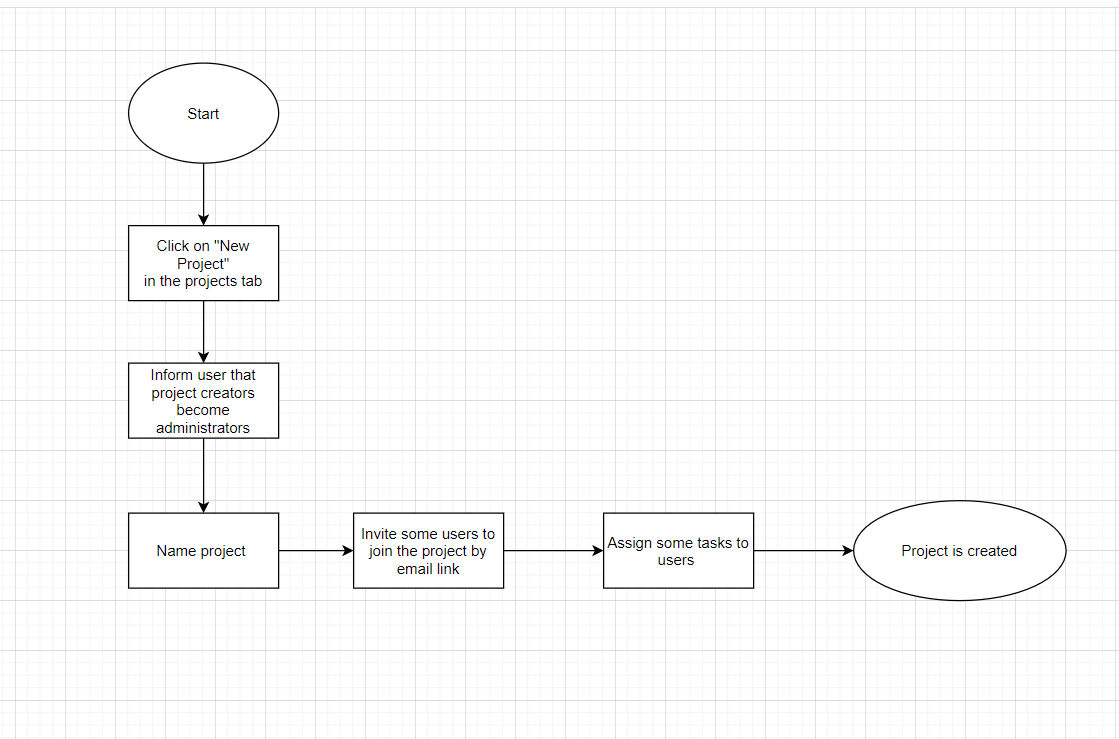 Start
Click on "New
Project"
in the projects tab
Inform user that
project creators
become
administrators
Name project
Invite some users to
join the project by
email link
Assign some tasks to
users
Project is created